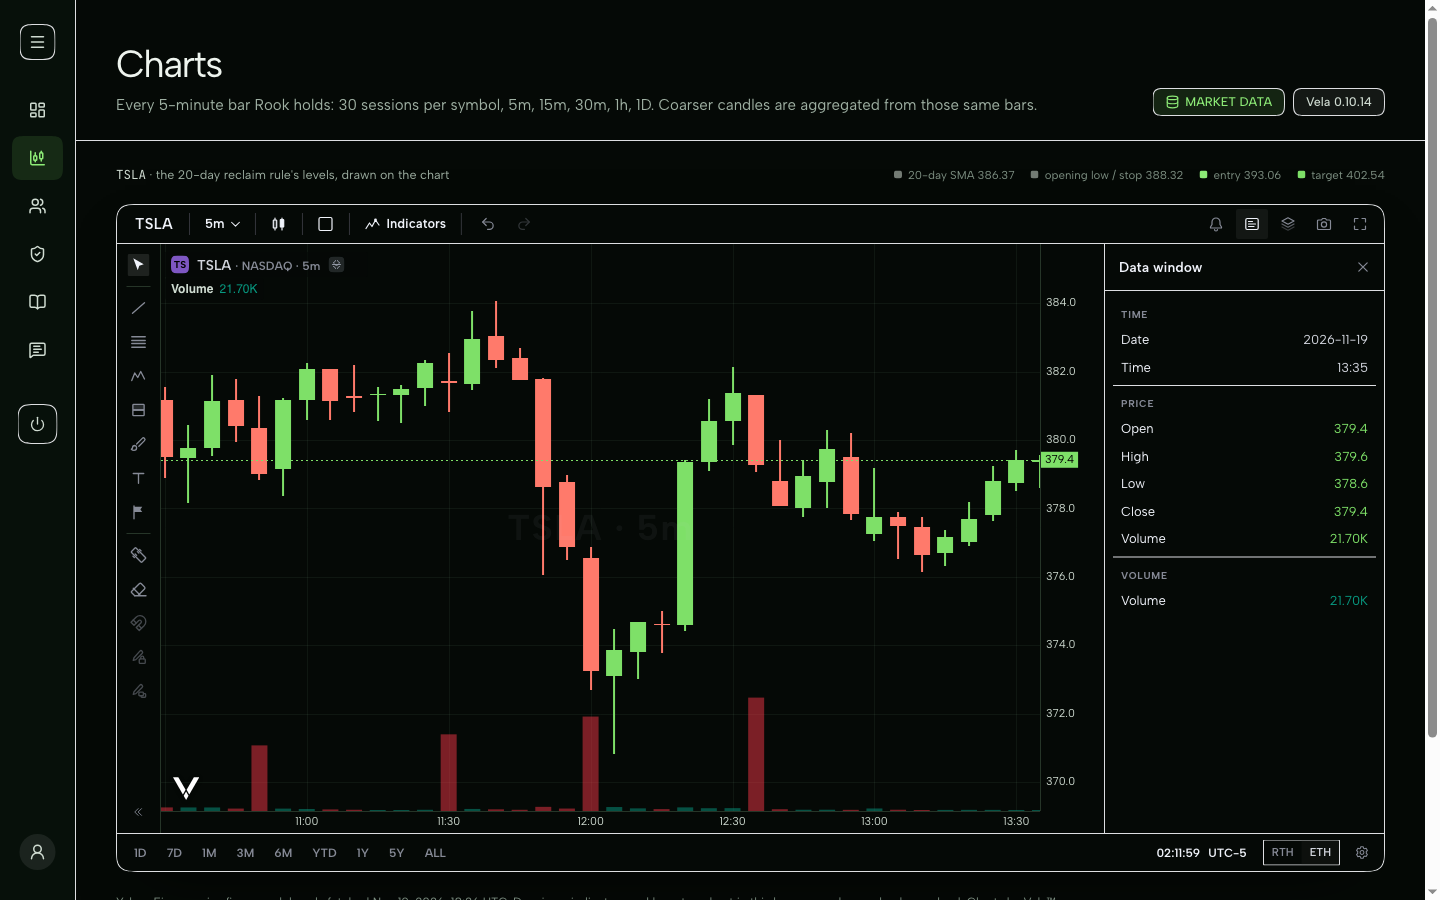 Charts
Every 5-minute bar Rook holds: 30 sessions per symbol, 5m, 15m, 30m, 1h, 1D. Coarser candles are aggregated from those same bars.
MARKET DATA
Vela 0.10.14
TSLA · the 20-day reclaim rule's levels, drawn on the chart
20-day SMA 386.37
opening low / stop 388.32
entry 393.06
target 402.54
TSLA
5m
Indicators
TS TSLA · NASDAQ · 5m
Volume 21.70K
TSLA · 5m
384.0
382.0
380.0
379.4
378.0
376.0
374.0
372.0
370.0
11:00
11:30
12:00
12:30
13:00
13:30
Data window
TIME
Date 2026-11-19
Time 13:35
PRICE
Open 379.4
High 379.6
Low 378.6
Close 379.4
Volume 21.70K
VOLUME
Volume 21.70K
1D 7D 1M 3M 6M YTD 1Y 5Y ALL
02:11:59 UTC-5
RTH ETH